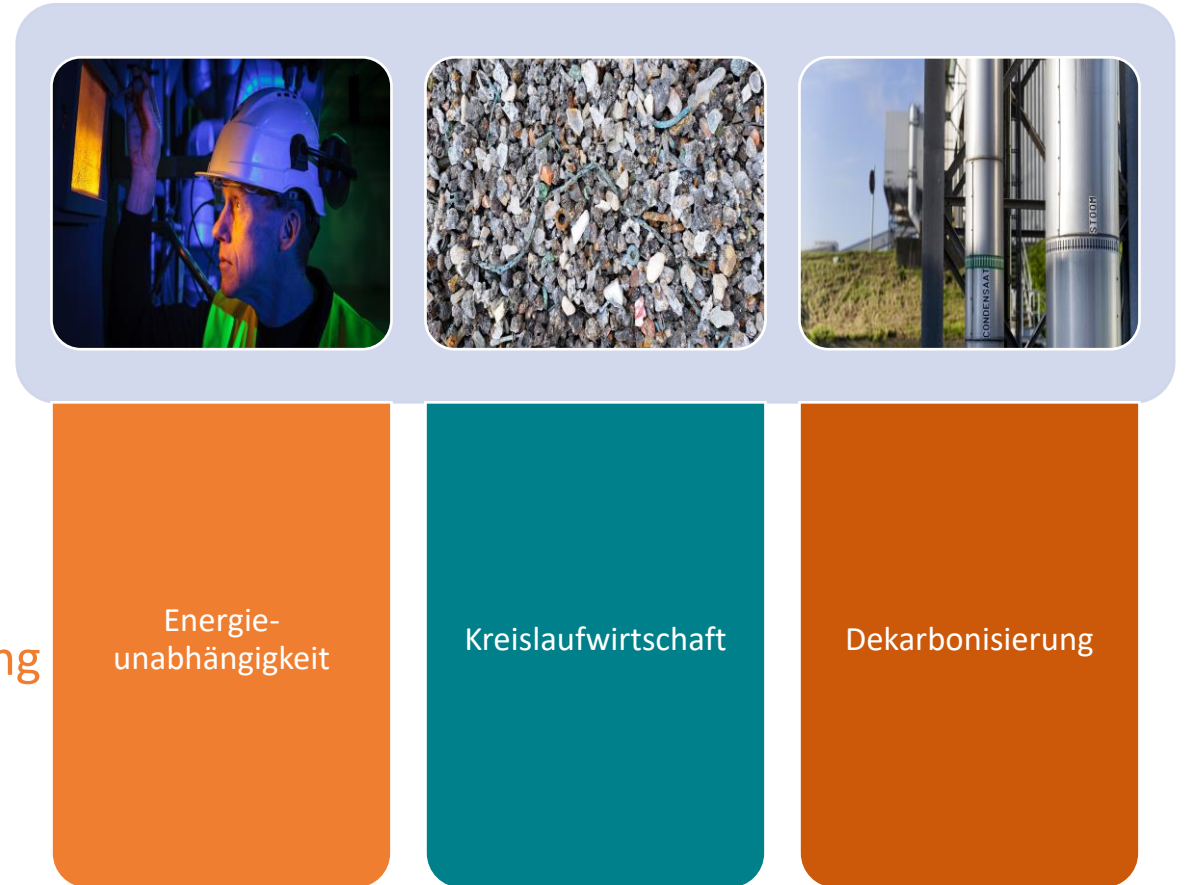 CONDENSAAT
STOOM
ng
Energie-
unabhängigkeit
Kreislaufwirtschaft
Dekarbonisierung